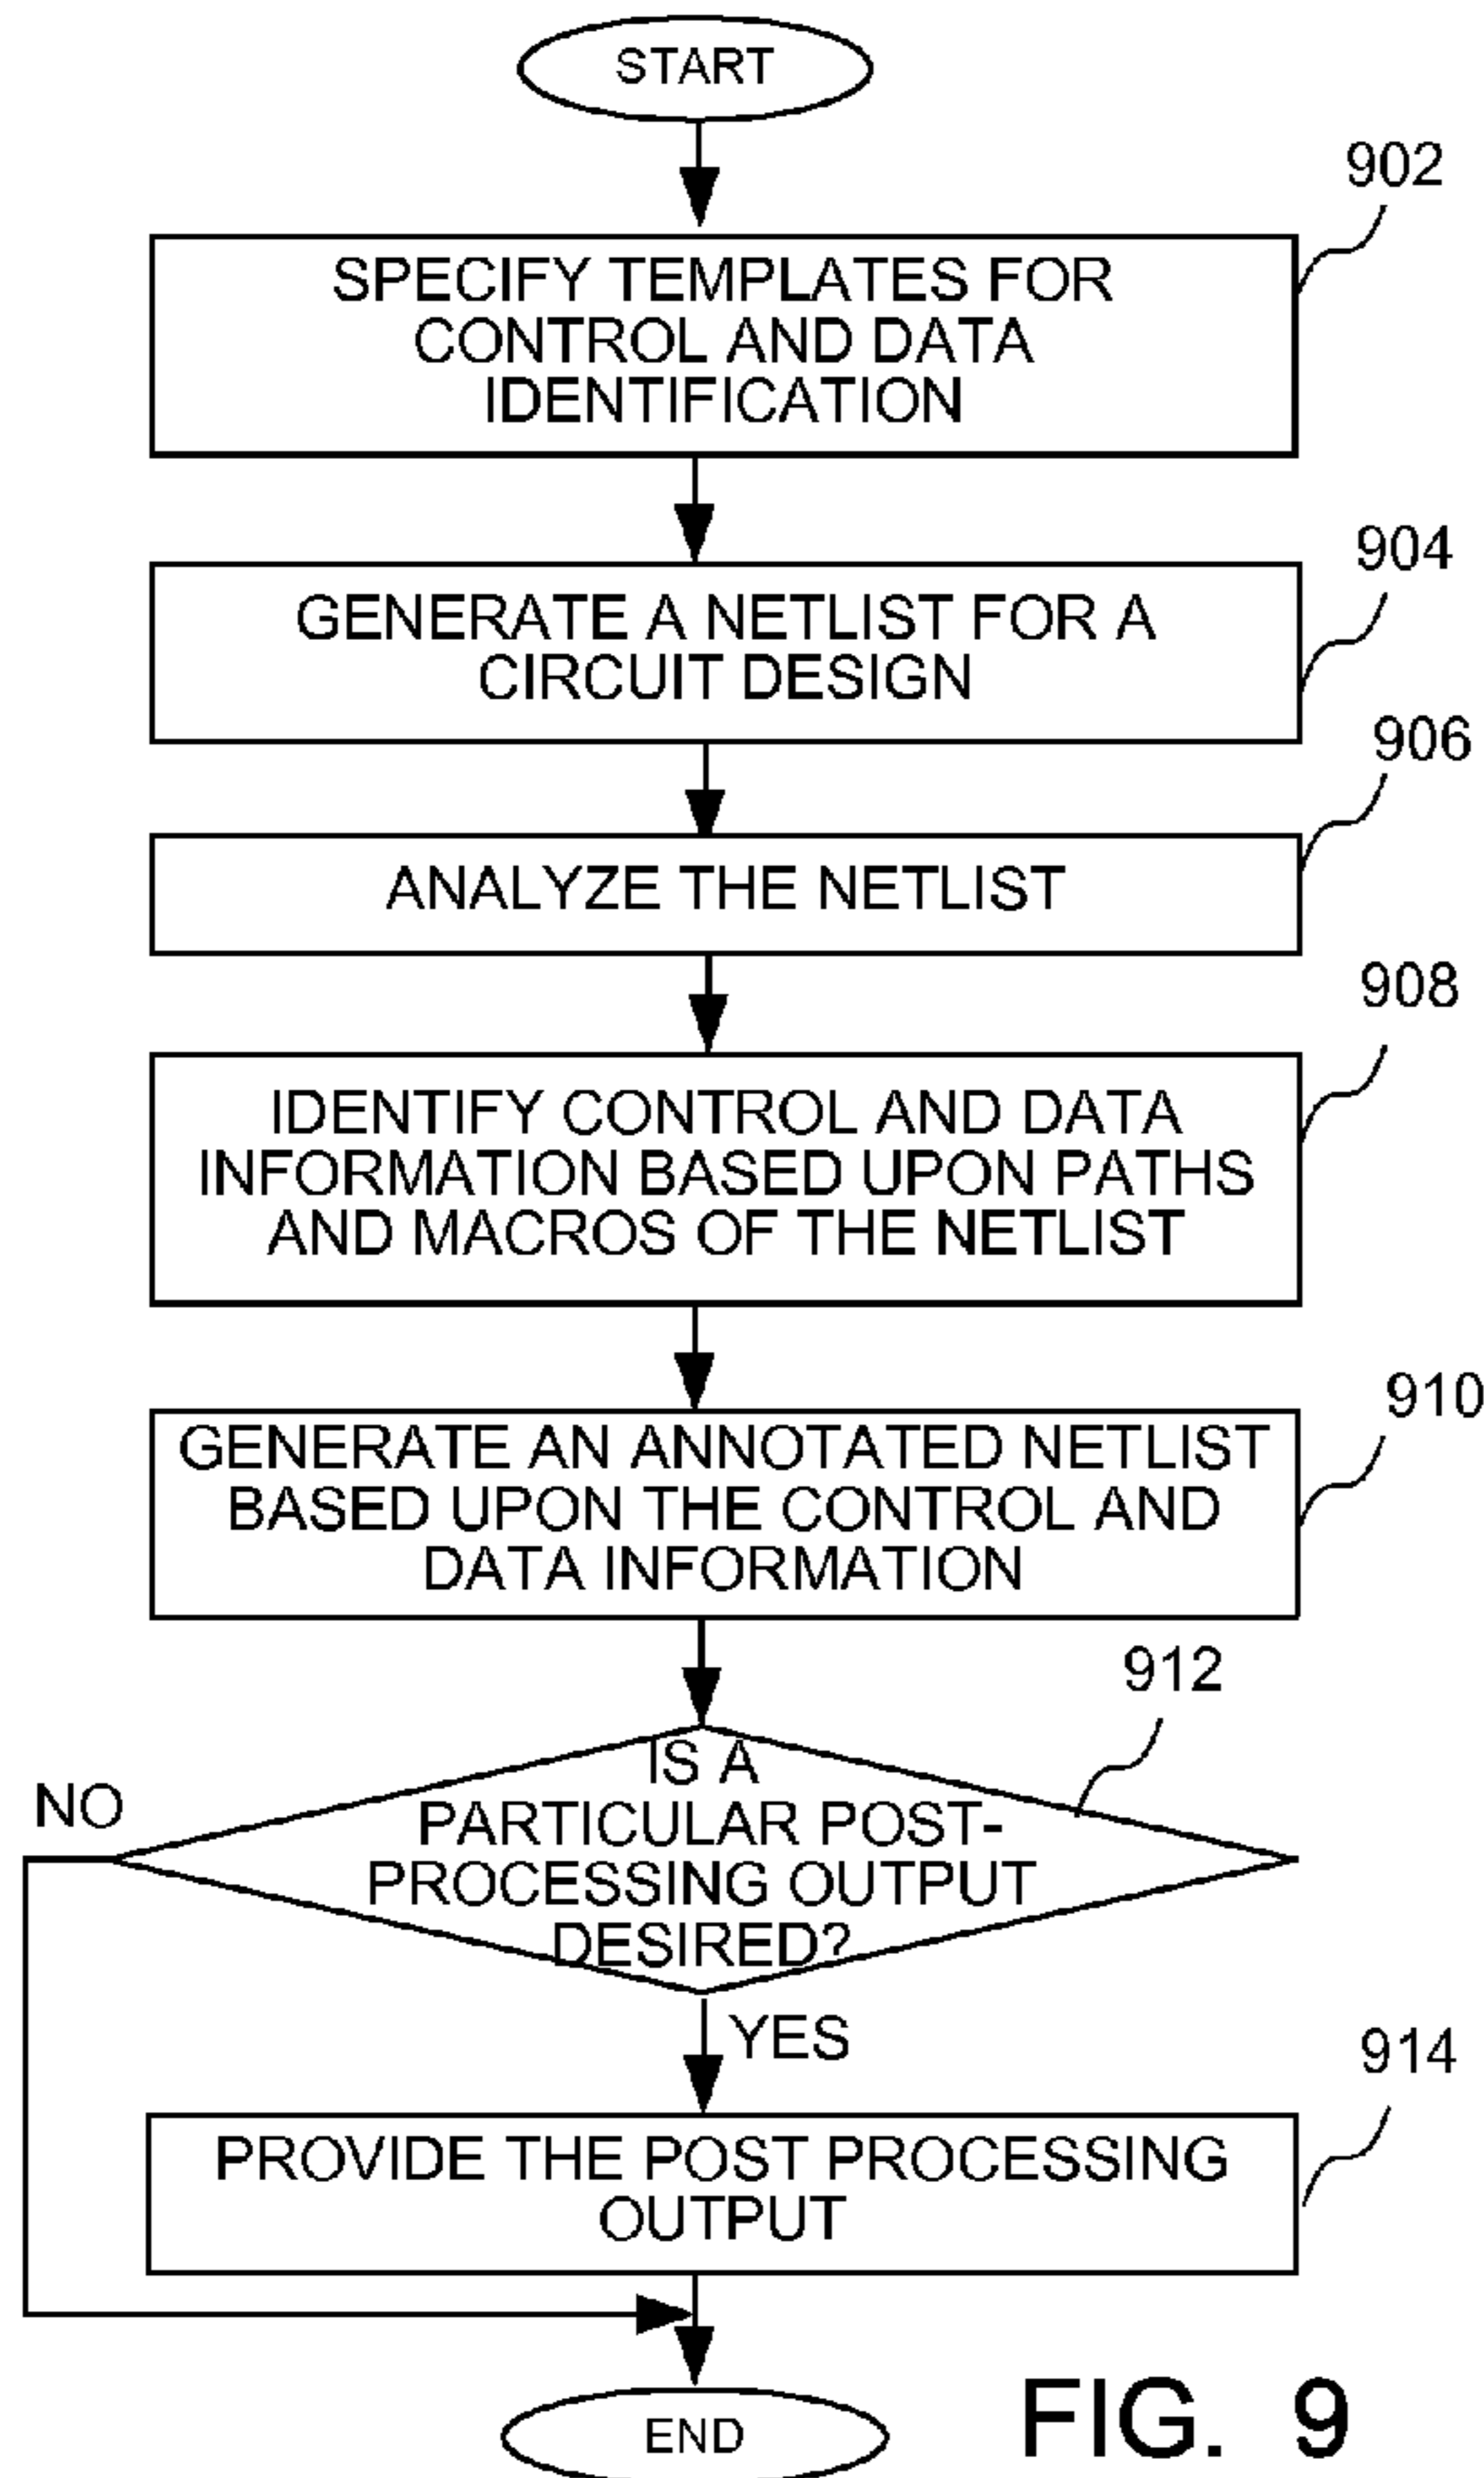 START
902
SPECIFY TEMPLATES FOR
CONTROL AND DATA
IDENTIFICATION
904
GENERATE A NETLIST FOR A
CIRCUIT DESIGN
906
ANALYZE THE NETLIST
908
IDENTIFY CONTROL AND DATA
INFORMATION BASED UPON PATHS
AND MACROS OF THE NETLIST
910
GENERATE AN ANNOTATED NETLIST
BASED UPON THE CONTROL AND
DATA INFORMATION
912
IS A
PARTICULAR POST-
PROCESSING OUTPUT
DESIRED?
NO
YES
914
PROVIDE THE POST PROCESSING
OUTPUT
END
FIG. 9